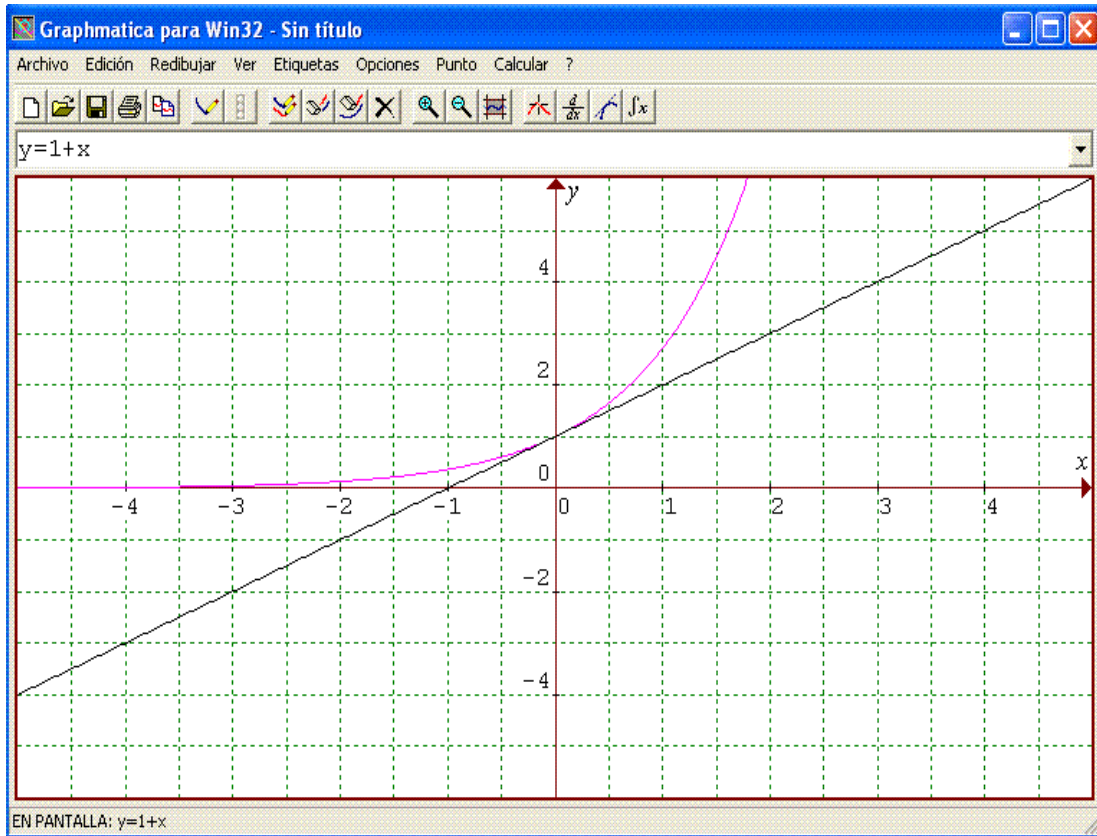 Graphmatica para Win32 - Sin título
Archivo Edición Redibujar Ver Etiquetas Opciones Punto Calcular ?
d/dx ∫x
y=1+x
y
4
2
0
x
-4 -3 -2 -1 0 1 2 3 4
-2
-4
EN PANTALLA: y=1+x